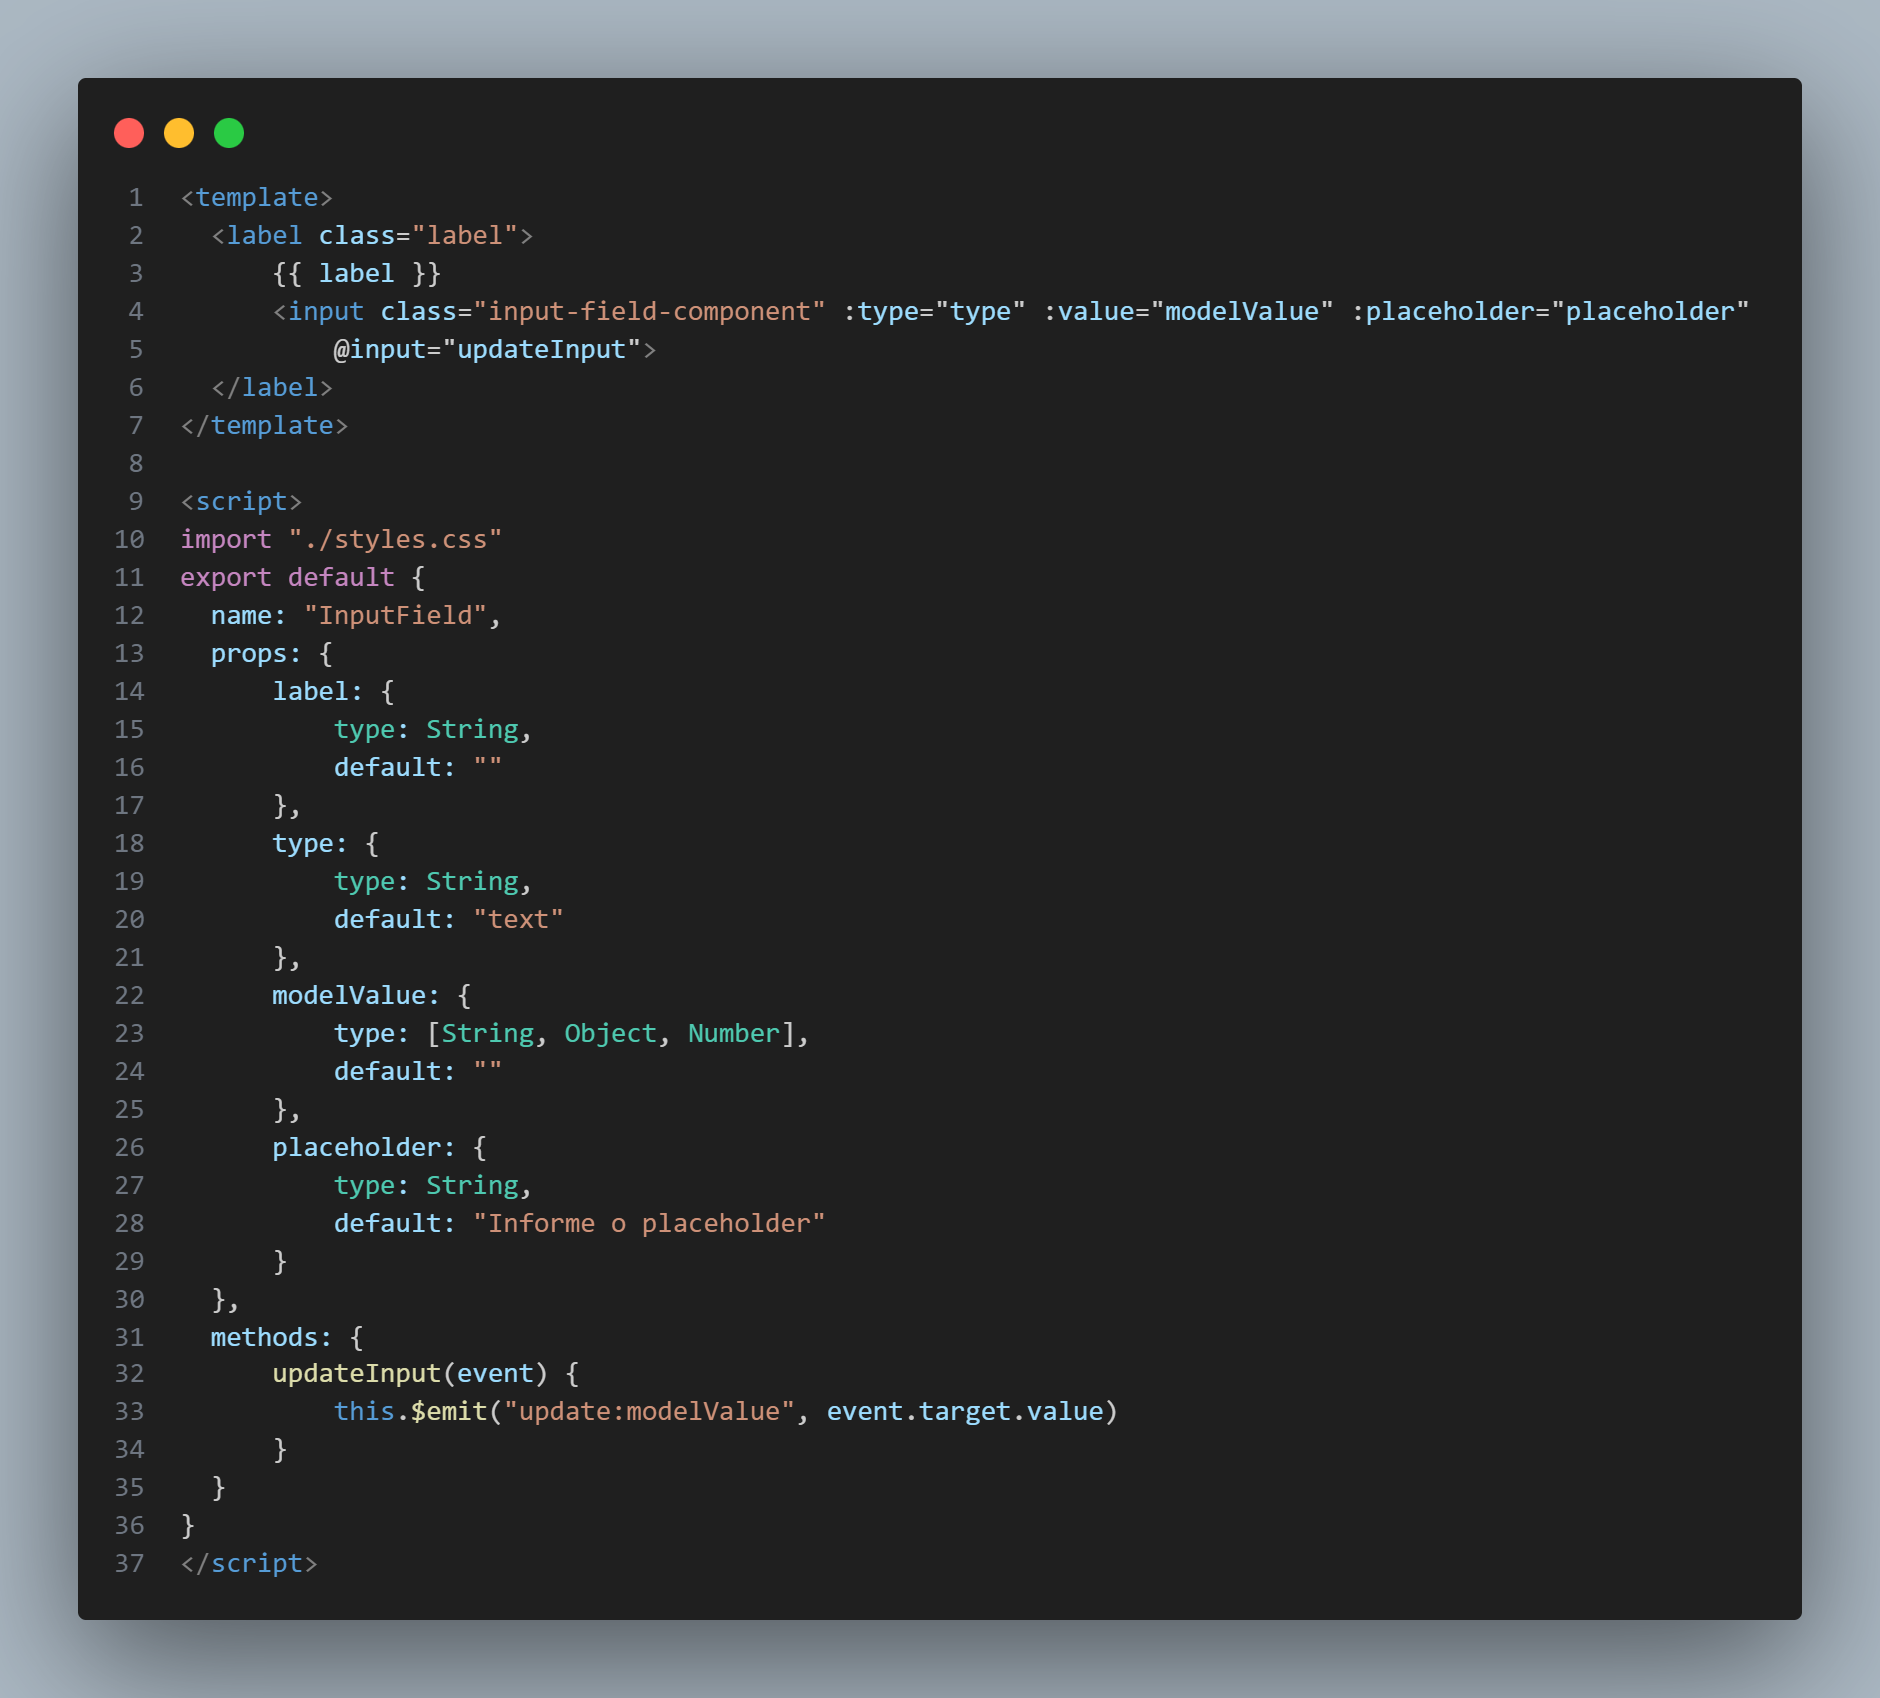 1 <template>
2   <label class="label">
3       {{ label }}
4       <input class="input-field-component" :type="type" :value="modelValue" :placeholder="placeholder"
5           @input="updateInput">
6   </label>
7 </template>
8
9 <script>
10 import "./styles.css"
11 export default {
12   name: "InputField",
13   props: {
14       label: {
15           type: String,
16           default: ""
17       },
18       type: {
19           type: String,
20           default: "text"
21       },
22       modelValue: {
23           type: [String, Object, Number],
24           default: ""
25       },
26       placeholder: {
27           type: String,
28           default: "Informe o placeholder"
29       }
30   },
31   methods: {
32       updateInput(event) {
33           this.$emit("update:modelValue", event.target.value)
34       }
35   }
36 }
37 </script>